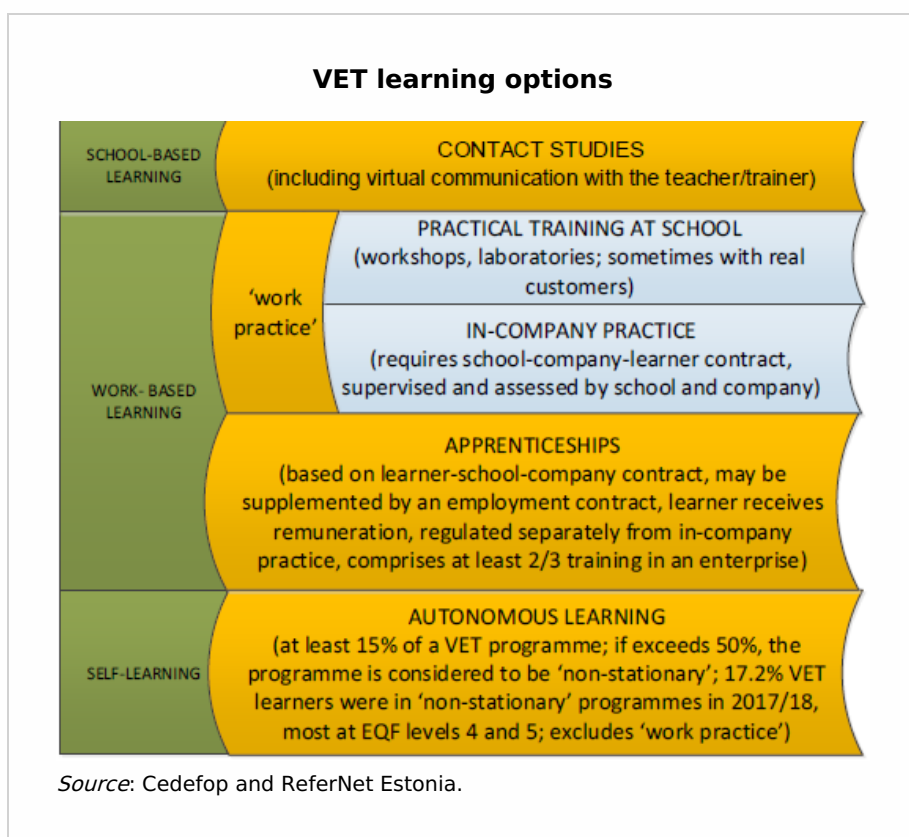 VET learning options
SCHOOL-BASED
LEARNING
CONTACT STUDIES
(including virtual communication with the teacher/trainer)
WORK- BASED
LEARNING
‘work
practice’
PRACTICAL TRAINING AT SCHOOL
(workshops, laboratories; sometimes with real
customers)
IN-COMPANY PRACTICE
(requires school-company-learner contract,
supervised and assessed by school and company)
APPRENTICESHIPS
(based on learner-school-company contract, may be
supplemented by an employment contract, learner receives
remuneration, regulated separately from in-company
practice, comprises at least 2/3 training in an enterprise)
SELF-LEARNING
AUTONOMOUS LEARNING
(at least 15% of a VET programme; if exceeds 50%, the
programme is considered to be ‘non-stationary’; 17.2% VET
learners were in ‘non-stationary’ programmes in 2017/18,
most at EQF levels 4 and 5; excludes ‘work practice’)
Source: Cedefop and ReferNet Estonia.